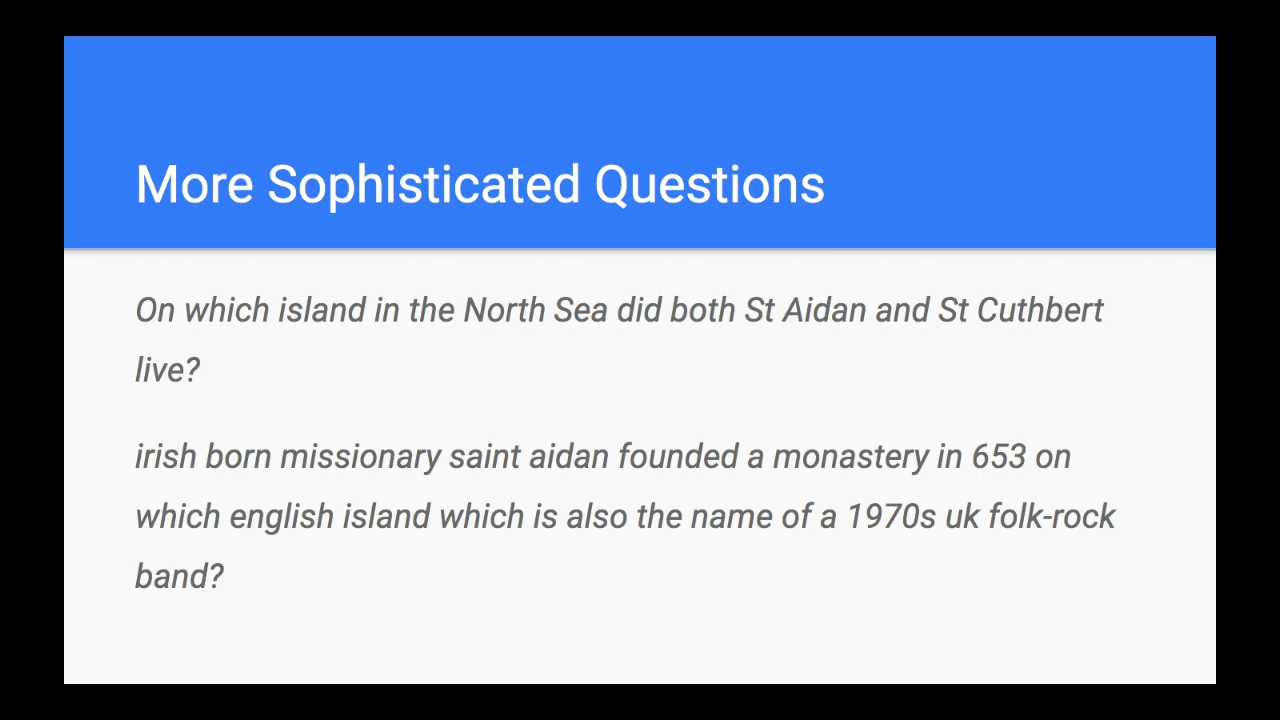 More Sophisticated Questions
On which island in the North Sea did both St Aidan and St Cuthbert
live?
irish born missionary saint aidan founded a monastery in 653 on
which english island which is also the name of a 1970s uk folk-rock
band?